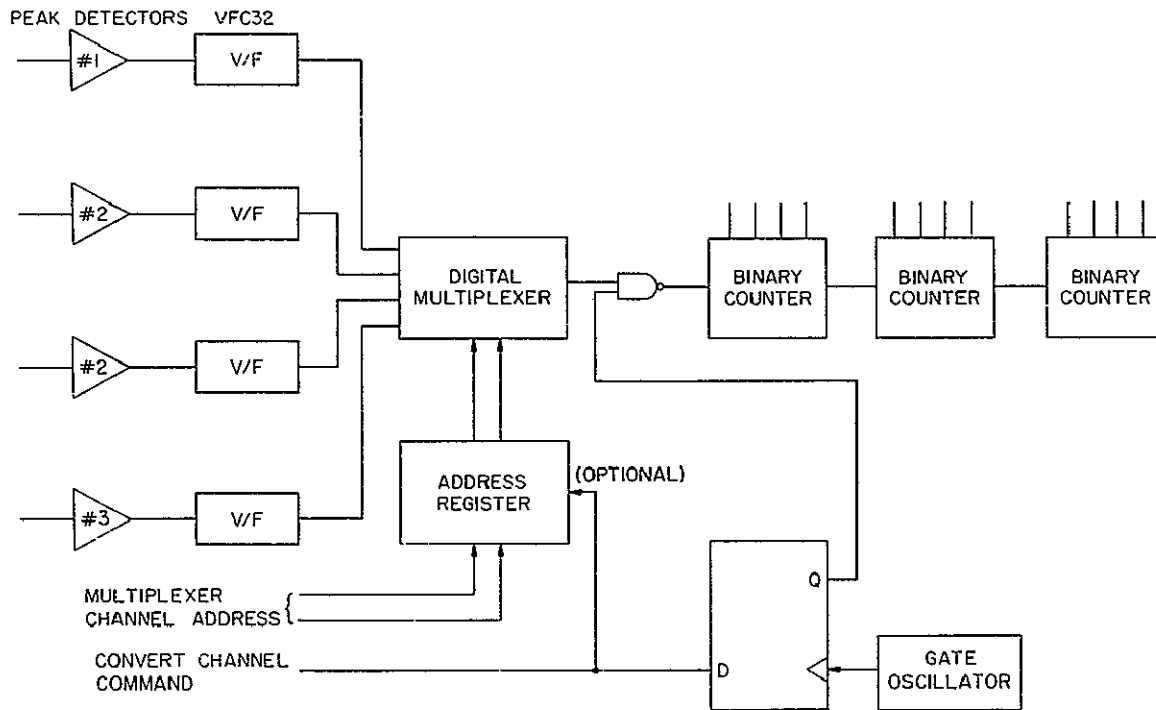 PEAK DETECTORS VFC32
#1
V/F
#2
V/F
#2
V/F
#3
V/F
DIGITAL
MULTIPLEXER
BINARY
COUNTER
BINARY
COUNTER
BINARY
COUNTER
ADDRESS
REGISTER
(OPTIONAL)
MULTIPLEXER
CHANNEL ADDRESS
CONVERT CHANNEL
COMMAND
D
Q
GATE
OSCILLATOR